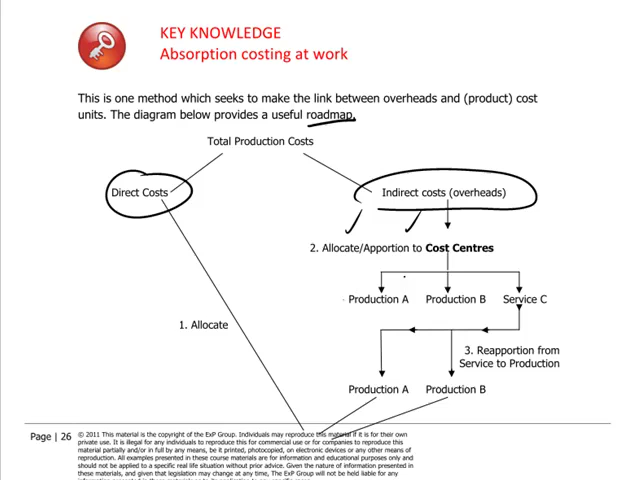 KEY KNOWLEDGE
Absorption costing at work
This is one method which seeks to make the link between overheads and (product) cost
units. The diagram below provides a useful roadmap.
Total Production Costs
Direct Costs
Indirect costs (overheads)
2. Allocate/Apportion to Cost Centres
Production A Production B Service C
1. Allocate
3. Reapportion from
Service to Production
Production A Production B
Page | 26
© 2011 This material is the copyright of the ExP Group. Individuals may reproduce this material if it is for their own
private use. It is illegal for any individuals to reproduce this for commercial use or for companies to reproduce this
material partially and/or in full by any means, be it printed, photocopied, on electronic devices or any other means of
reproduction. All examples presented in these course materials are for information and educational purposes only and
should not be applied to a specific real life situation without prior advice. Given the nature of information presented in
these materials, and given that legislation may change at any time, The ExP Group will not be held liable for any